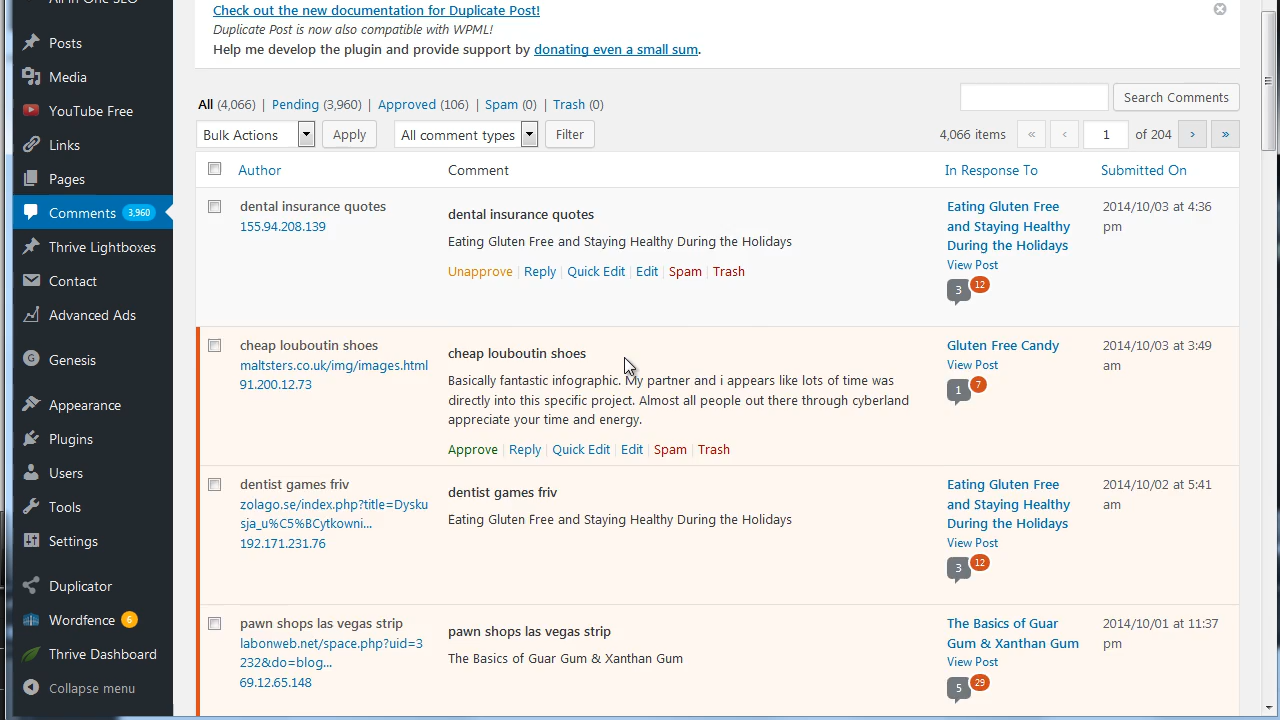 Check out the new documentation for Duplicate Post!
Duplicate Post is now also compatible with WPML!
Help me develop the plugin and provide support by donating even a small sum.
Posts
Media
YouTube Free
Links
Pages
Comments 3,960
Thrive Lightboxes
Contact
Advanced Ads
Genesis
Appearance
Plugins
Users
Tools
Settings
Duplicator
Wordfence 6
Thrive Dashboard
Collapse menu
All (4,066) | Pending (3,960) | Approved (106) | Spam (0) | Trash (0)
Search Comments
Bulk Actions Apply All comment types Filter
4,066 items « ‹ 1 of 204 › »
Author Comment In Response To Submitted On
dental insurance quotes
155.94.208.139
dental insurance quotes
Eating Gluten Free and Staying Healthy During the Holidays
Unapprove | Reply | Quick Edit | Edit | Spam | Trash
Eating Gluten Free
and Staying Healthy
During the Holidays
View Post
3 12
2014/10/03 at 4:36
pm
cheap louboutin shoes
maltsters.co.uk/img/images.html
91.200.12.73
cheap louboutin shoes
Basically fantastic infographic. My partner and i appears like lots of time was
directly into this specific project. Almost all people out there through cyberland
appreciate your time and energy.
Approve | Reply | Quick Edit | Edit | Spam | Trash
Gluten Free Candy
View Post
1 7
2014/10/03 at 3:49
am
dentist games friv
zolago.se/index.php?title=Dysku
sja_u%C5%BCytkowni...
192.171.231.76
dentist games friv
Eating Gluten Free and Staying Healthy During the Holidays
Eating Gluten Free
and Staying Healthy
During the Holidays
View Post
3 12
2014/10/02 at 5:41
am
pawn shops las vegas strip
labonweb.net/space.php?uid=3
232&do=blog...
69.12.65.148
pawn shops las vegas strip
The Basics of Guar Gum & Xanthan Gum
The Basics of Guar
Gum & Xanthan Gum
View Post
5 29
2014/10/01 at 11:37
pm